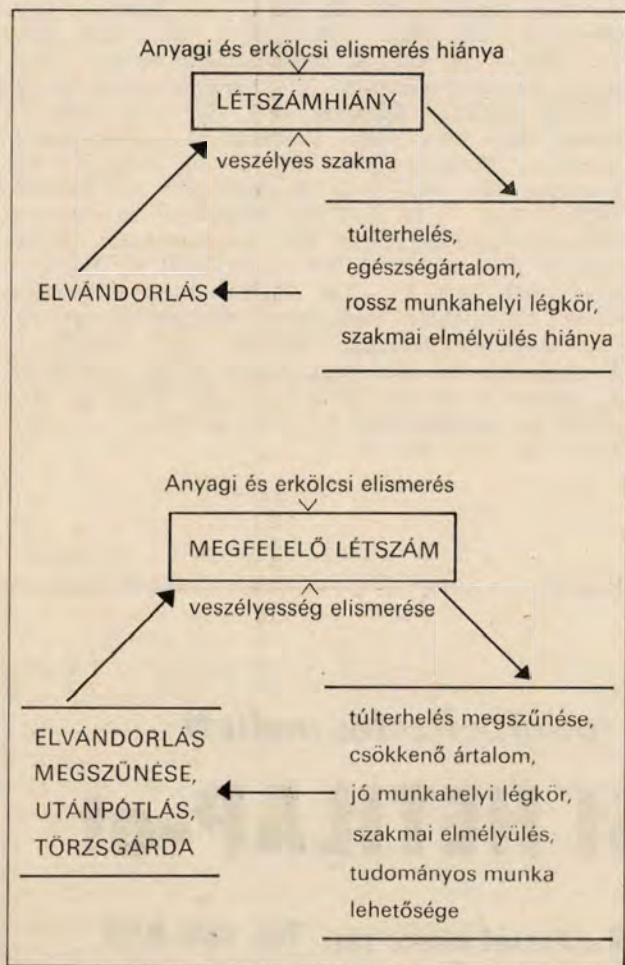 Anyagi és erkölcsi elismerés hiánya
LÉTSZÁMHIÁNY
veszélyes szakma
túlterhelés,
egészségártalom,
rossz munkahelyi légkör,
szakmai elmélyülés hiánya
ELVÁNDORLÁS
Anyagi és erkölcsi elismerés
MEGFELELŐ LÉTSZÁM
veszélyesség elismerése
túlterhelés megszűnése,
csökkenő ártalom,
jó munkahelyi légkör,
szakmai elmélyülés,
tudományos munka
lehetősége
ELVÁNDORLÁS
MEGSZŰNÉSE,
UTÁNPÓTLÁS,
TÖRZSGÁRDA